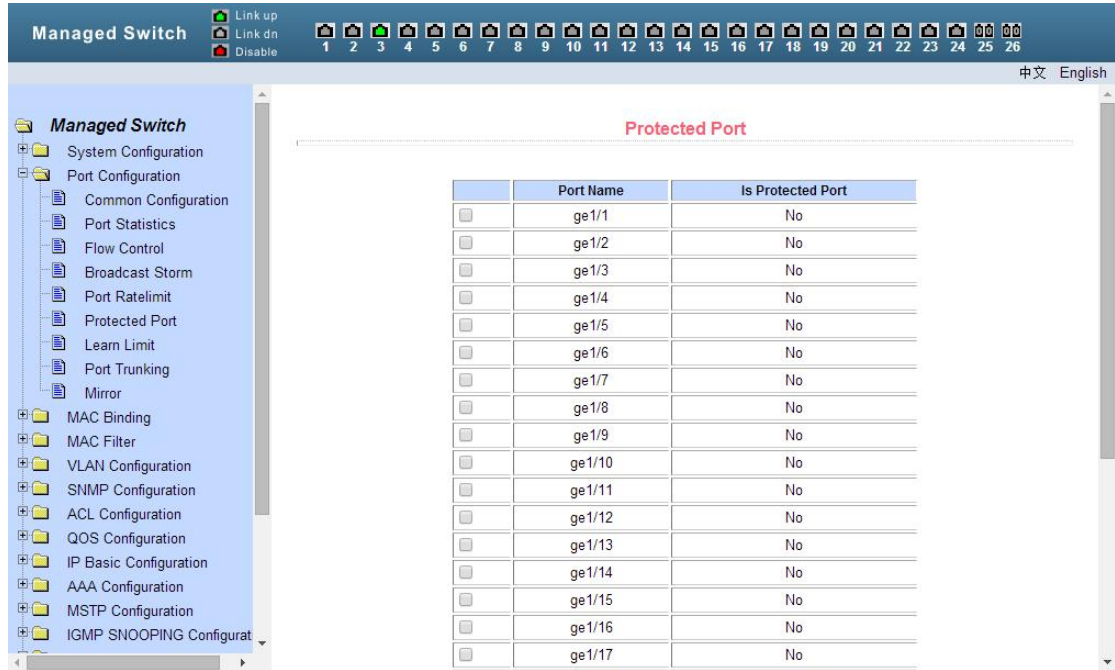 Managed Switch
Link up
Link dn
Disable
1 2 3 4 5 6 7 8 9 10 11 12 13 14 15 16 17 18 19 20 21 22 23 24 25 26
中文 English
Managed Switch
System Configuration
Port Configuration
Common Configuration
Port Statistics
Flow Control
Broadcast Storm
Port Ratelimit
Protected Port
Learn Limit
Port Trunking
Mirror
MAC Binding
MAC Filter
VLAN Configuration
SNMP Configuration
ACL Configuration
QOS Configuration
IP Basic Configuration
AAA Configuration
MSTP Configuration
IGMP SNOOPING Configurat
Protected Port
Port Name Is Protected Port
ge1/1 No
ge1/2 No
ge1/3 No
ge1/4 No
ge1/5 No
ge1/6 No
ge1/7 No
ge1/8 No
ge1/9 No
ge1/10 No
ge1/11 No
ge1/12 No
ge1/13 No
ge1/14 No
ge1/15 No
ge1/16 No
ge1/17 No